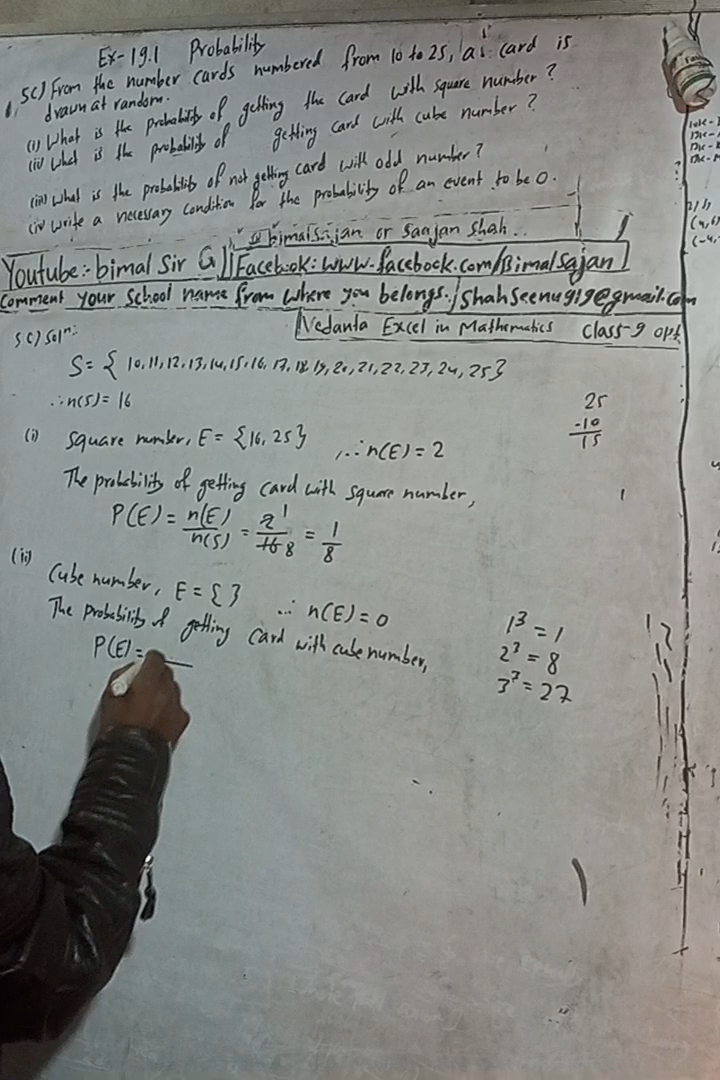 Ex-19.1 Probability
5c) From the number cards numbered from 10 to 25, a card is
drawn at random.
(i) What is the probability of getting the card with square number?
(ii) What is the probability of getting card with cube number?
(iii) What is the probability of not getting card with odd number?
(iv) Write a necessary condition for the probability of an event to be 0.
bimalsajan or Saajan Shah..
Youtube:- bimal Sir G Facebook: www.facebook.com/Bimalsajan
Comment your School name from where you belongs. shahseenu919@gmail.com
Vedanta Excel in Mathematics Class-9 opt
5c) Solⁿ:
S = { 10, 11, 12, 13, 14, 15, 16, 17, 18, 19, 20, 21, 22, 23, 24, 25 }
∴ n(S) = 16
25
-10
15
(i) Square number, E = {16, 25} ∴ n(E) = 2
The probability of getting card with square number,
P(E) = n(E)/n(S) = 2 1/16 8 = 1/8
(ii) Cube number, E = { } ∴ n(E) = 0
The probability of getting card with cube number,
P(E) =
1³ = 1
2³ = 8
3³ = 27